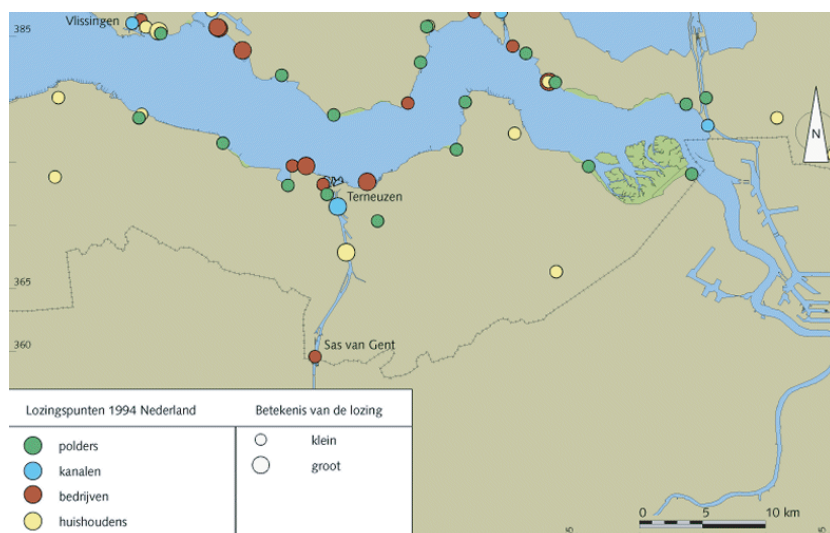 Vlissingen
385
N
Terneuzen
365
Sas van Gent
360
Lozingspunten 1994 Nederland
polders
kanalen
bedrijven
huishoudens
Betekenis van de lozing
klein
groot
0 5 10 km